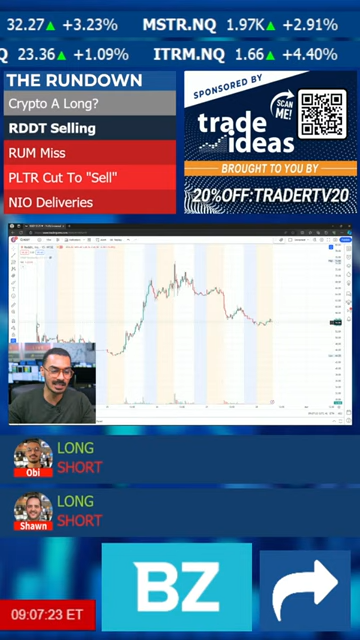 32.27▲ +3.23% MSTR.NQ 1.97K▲ +2.91%
Q 23.36▲ +1.09% ITRM.NQ 1.66▲ +4.40%
THE RUNDOWN
Crypto A Long?
RDDT Selling
RUM Miss
PLTR Cut To "Sell"
NIO Deliveries
SPONSORED BY
SCAN ME!
trade ideas
BROUGHT TO YOU BY
20%OFF:TRADERTV20
LONG
SHORT
Obi
LONG
SHORT
Shawn
09:07:23 ET
BZ